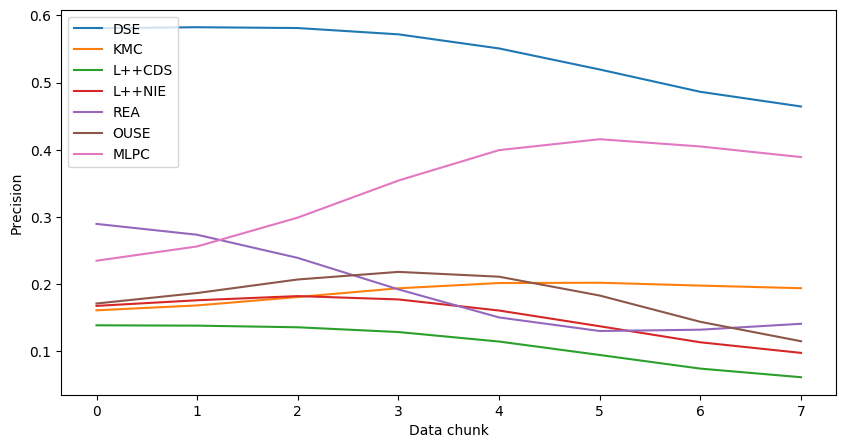 0.6
0.5
0.4
0.3
0.2
0.1
Precision
DSE
KMC
L++CDS
L++NIE
REA
OUSE
MLPC
0 1 2 3 4 5 6 7
Data chunk